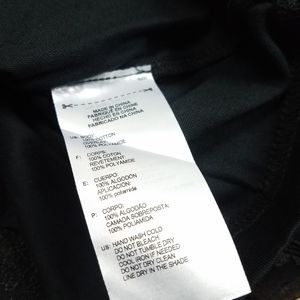 MADE IN CHINA
FABRIQUÉ EN CHINE
HECHO EN CHINA
FABRICADO NA CHINA
US: BODY:
100% COTTON
OVERLAY:
100% POLYAMIDE
F: CORPS:
100% COTON
REVETEMENT:
100% POLYAMIDE
E: CUERPO:
100% ALGODÓN
APLICACION:
100% poliamida
P: CORPO:
100% ALGODÃO
CAMADA SOBREPOSTA:
100% POLIAMIDA
US: HAND WASH COLD
DO NOT BLEACH
DO NOT TUMBLE DRY
COOL IRON IF NEEDED
DO NOT DRY CLEAN
LINE DRY IN THE SHADE